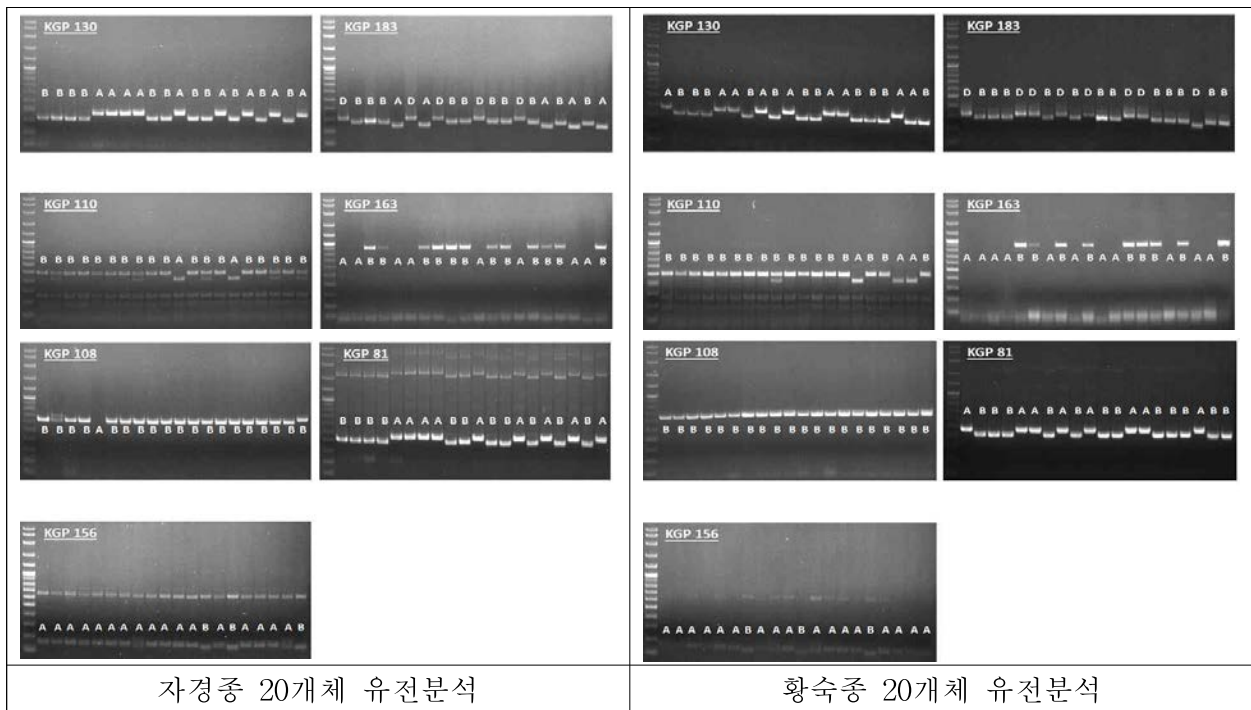 KGP 130
B B B B A A A A B B A B B A B A B A B A
KGP 183
D B B B A D A D B B D B B D B A B A B A
KGP 110
B B B B B B B B B B A B B B A B B B B B
KGP 163
A A B B A A B B B B A B B A B B B A A B
KGP 108
B B B B A B B B B B B B B B B B B B B B
KGP 81
B B B B A A A A B B A B B A B A B A B A
KGP 156
A A A A A A A A A A A A B A B A A A A B
자경종 20개체 유전분석
KGP 130
A B B B A A B A B A B B A A B B B A B B
KGP 183
D B B B D D B D B D B B D D B B B D B B
KGP 110
B B B B B B B B B B B B B B A B B A A B
KGP 163
A A A A B B A B A B A A B B B A B A A B
KGP 108
B B B B B B B B B B B B B B B B B B B B
KGP 81
A B B B A A B A B A B B A A B B B A B B
KGP 156
A A A A A A B A A A B A A A A B A A A A
황숙종 20개체 유전분석